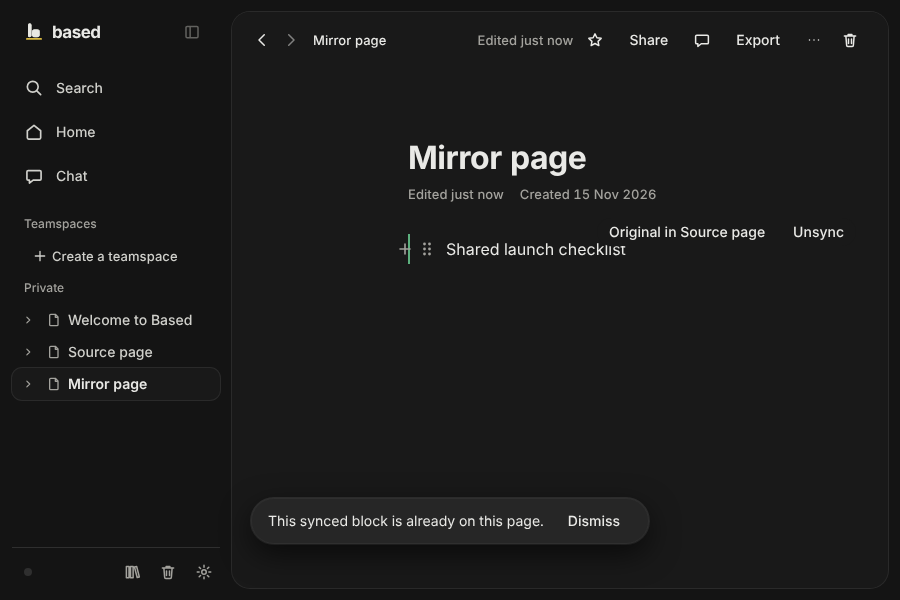 based
Search
Home
Chat
Teamspaces
Create a teamspace
Private
Welcome to Based
Source page
Mirror page
Mirror page
Edited just now
Share
Export
Mirror page
Edited just now Created 15 Nov 2026
Original in Source page Unsync
Shared launch checklist
This synced block is already on this page. Dismiss